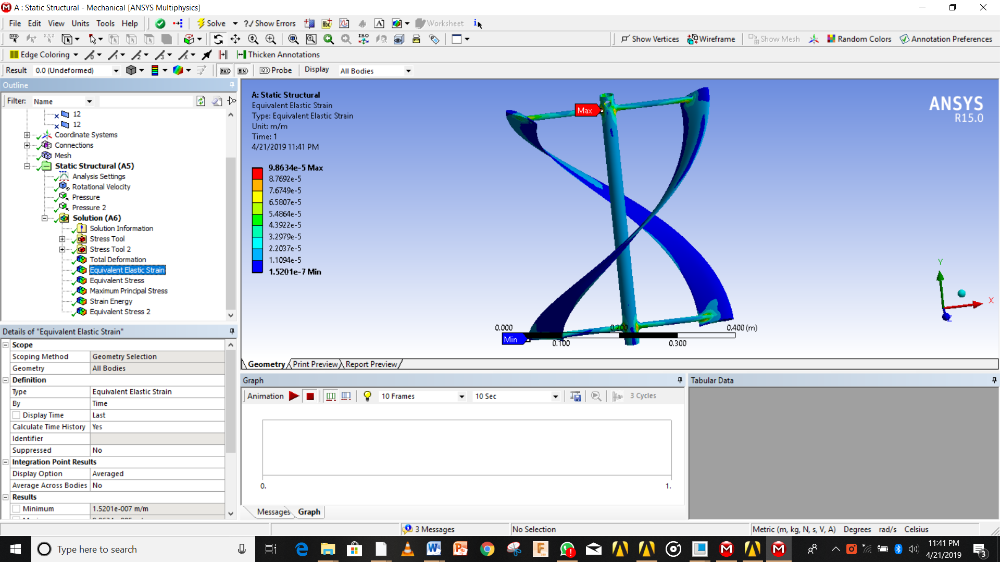 A : Static Structural - Mechanical [ANSYS Multiphysics]
File Edit View Units Tools Help Solve ?/ Show Errors Worksheet
Show Vertices Wireframe Show Mesh Random Colors Annotation Preferences
Edge Coloring Thicken Annotations
Result 0.0 (Undeformed) MAX MIN Probe Display All Bodies
Outline
Filter: Name
12
12
Coordinate Systems
Connections
Mesh
Static Structural (A5)
Analysis Settings
Rotational Velocity
Pressure
Pressure 2
Solution (A6)
Solution Information
Stress Tool
Stress Tool 2
Total Deformation
Equivalent Elastic Strain
Equivalent Stress
Maximum Principal Stress
Strain Energy
Equivalent Stress 2
Details of "Equivalent Elastic Strain"
Scope
Scoping Method Geometry Selection
Geometry All Bodies
Definition
Type Equivalent Elastic Strain
By Time
Display Time Last
Calculate Time History Yes
Identifier
Suppressed No
Integration Point Results
Display Option Averaged
Average Across Bodies No
Results
Minimum 1.5201e-007 m/m
A: Static Structural
Equivalent Elastic Strain
Type: Equivalent Elastic Strain
Unit: m/m
Time: 1
4/21/2019 11:41 PM
9.8634e-5 Max
8.7692e-5
7.6749e-5
6.5807e-5
5.4864e-5
4.3922e-5
3.2979e-5
2.2037e-5
1.1094e-5
1.5201e-7 Min
Max
Min
ANSYS
R15.0
Y
X
Z
0.000 0.200 0.400 (m)
0.100 0.300
Geometry Print Preview Report Preview
Graph
Animation 10 Frames 10 Sec 3 Cycles
0. 1.
Messages Graph
Tabular Data
3 Messages No Selection Metric (m, kg, N, s, V, A) Degrees rad/s Celsius
Type here to search
11:41 PM
4/21/2019
3